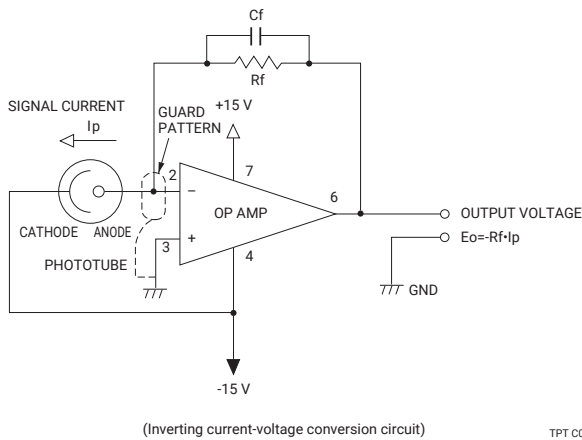 Cf
Rf
SIGNAL CURRENT
Ip
GUARD
PATTERN
+15 V
2
7
−
OP AMP
6
OUTPUT VOLTAGE
CATHODE
ANODE
+
3
4
Eo=-Rf•Ip
PHOTOTUBE
GND
-15 V
(Inverting current-voltage conversion circuit)